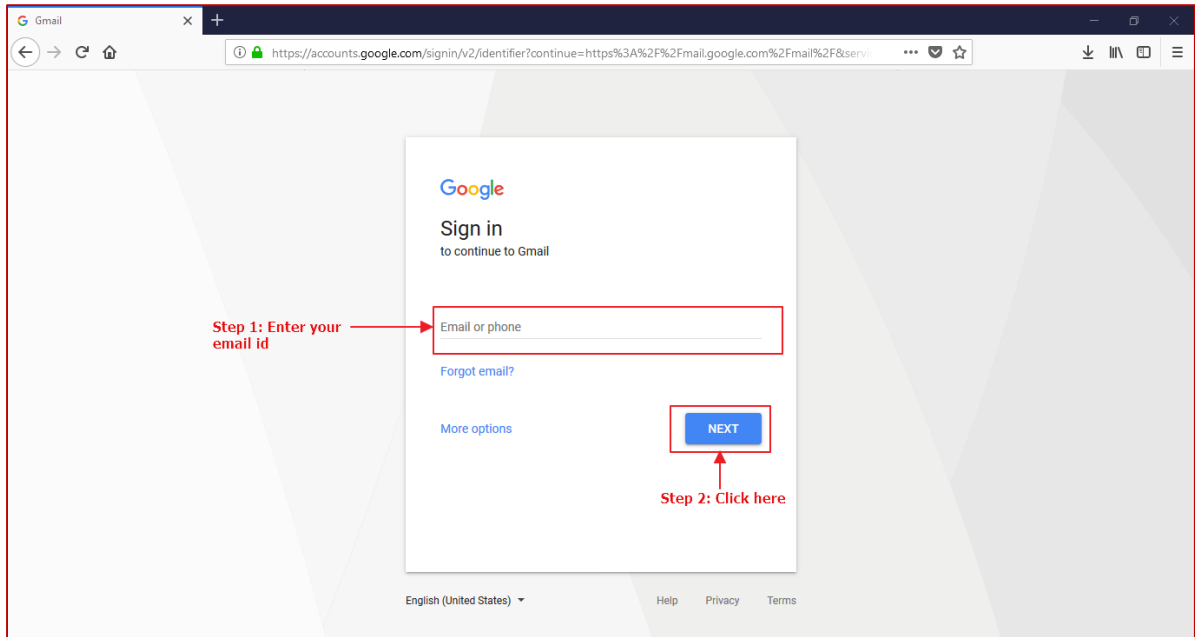 Gmail
https://accounts.google.com/signin/v2/identifier?continue=https%3A%2F%2Fmail.google.com%2Fmail%2F&servi
Google
Sign in
to continue to Gmail
Step 1: Enter your
email id
Email or phone
Forgot email?
More options
NEXT
Step 2: Click here
English (United States)
Help Privacy Terms